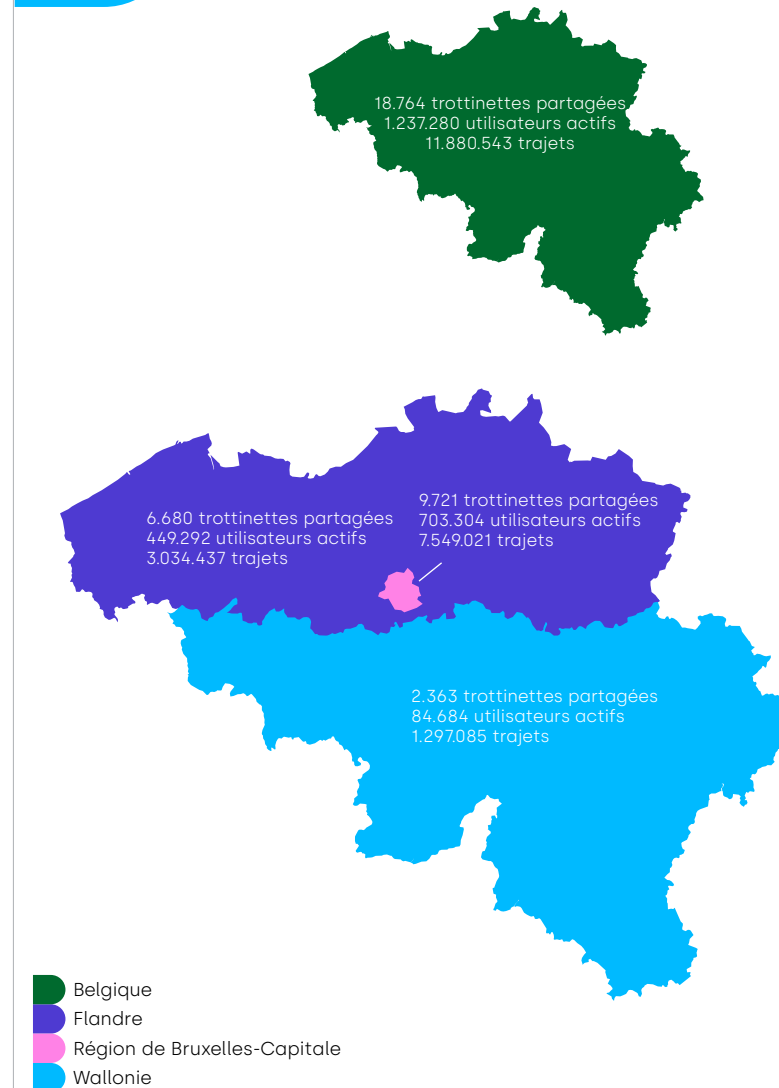 18.764 trottinettes partagées
1.237.280 utilisateurs actifs
11.880.543 trajets
6.680 trottinettes partagées
449.292 utilisateurs actifs
3.034.437 trajets
9.721 trottinettes partagées
703.304 utilisateurs actifs
7.549.021 trajets
2.363 trottinettes partagées
84.684 utilisateurs actifs
1.297.085 trajets
Belgique
Flandre
Région de Bruxelles-Capitale
Wallonie